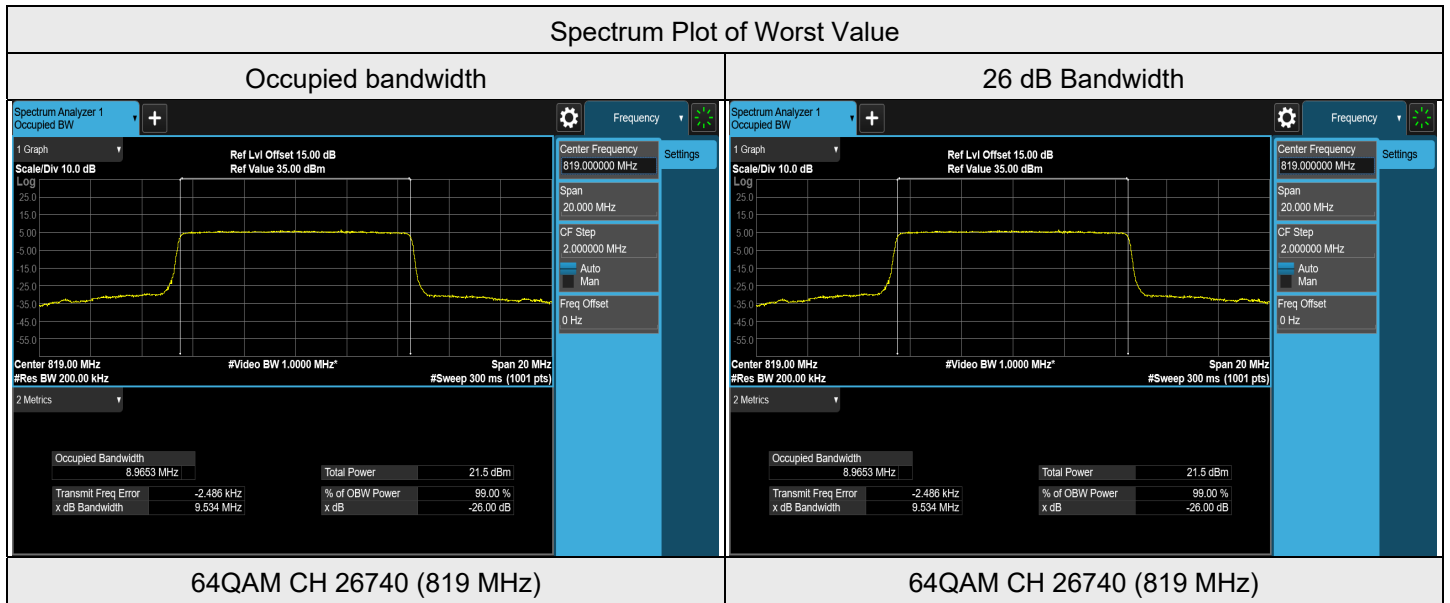 Spectrum Plot of Worst Value
Occupied bandwidth
26 dB Bandwidth
Spectrum Analyzer 1
Occupied BW
+
Frequency
1 Graph
Scale/Div 10.0 dB
Ref Lvl Offset 15.00 dB
Ref Value 35.00 dBm
Log
25.0
15.0
5.00
-5.00
-15.0
-25.0
-35.0
-45.0
-55.0
Center 819.00 MHz
#Video BW 1.0000 MHz*
Span 20 MHz
#Res BW 200.00 kHz
#Sweep 300 ms (1001 pts)
Center Frequency
819.000000 MHz
Settings
Span
20.000 MHz
CF Step
2.000000 MHz
Auto
Man
Freq Offset
0 Hz
2 Metrics
Occupied Bandwidth
8.9653 MHz
Total Power 21.5 dBm
Transmit Freq Error -2.486 kHz
% of OBW Power 99.00 %
x dB Bandwidth 9.534 MHz
x dB -26.00 dB
Spectrum Analyzer 1
Occupied BW
+
Frequency
1 Graph
Scale/Div 10.0 dB
Ref Lvl Offset 15.00 dB
Ref Value 35.00 dBm
Log
25.0
15.0
5.00
-5.00
-15.0
-25.0
-35.0
-45.0
-55.0
Center 819.00 MHz
#Video BW 1.0000 MHz*
Span 20 MHz
#Res BW 200.00 kHz
#Sweep 300 ms (1001 pts)
Center Frequency
819.000000 MHz
Settings
Span
20.000 MHz
CF Step
2.000000 MHz
Auto
Man
Freq Offset
0 Hz
2 Metrics
Occupied Bandwidth
8.9653 MHz
Total Power 21.5 dBm
Transmit Freq Error -2.486 kHz
% of OBW Power 99.00 %
x dB Bandwidth 9.534 MHz
x dB -26.00 dB
64QAM CH 26740 (819 MHz)
64QAM CH 26740 (819 MHz)